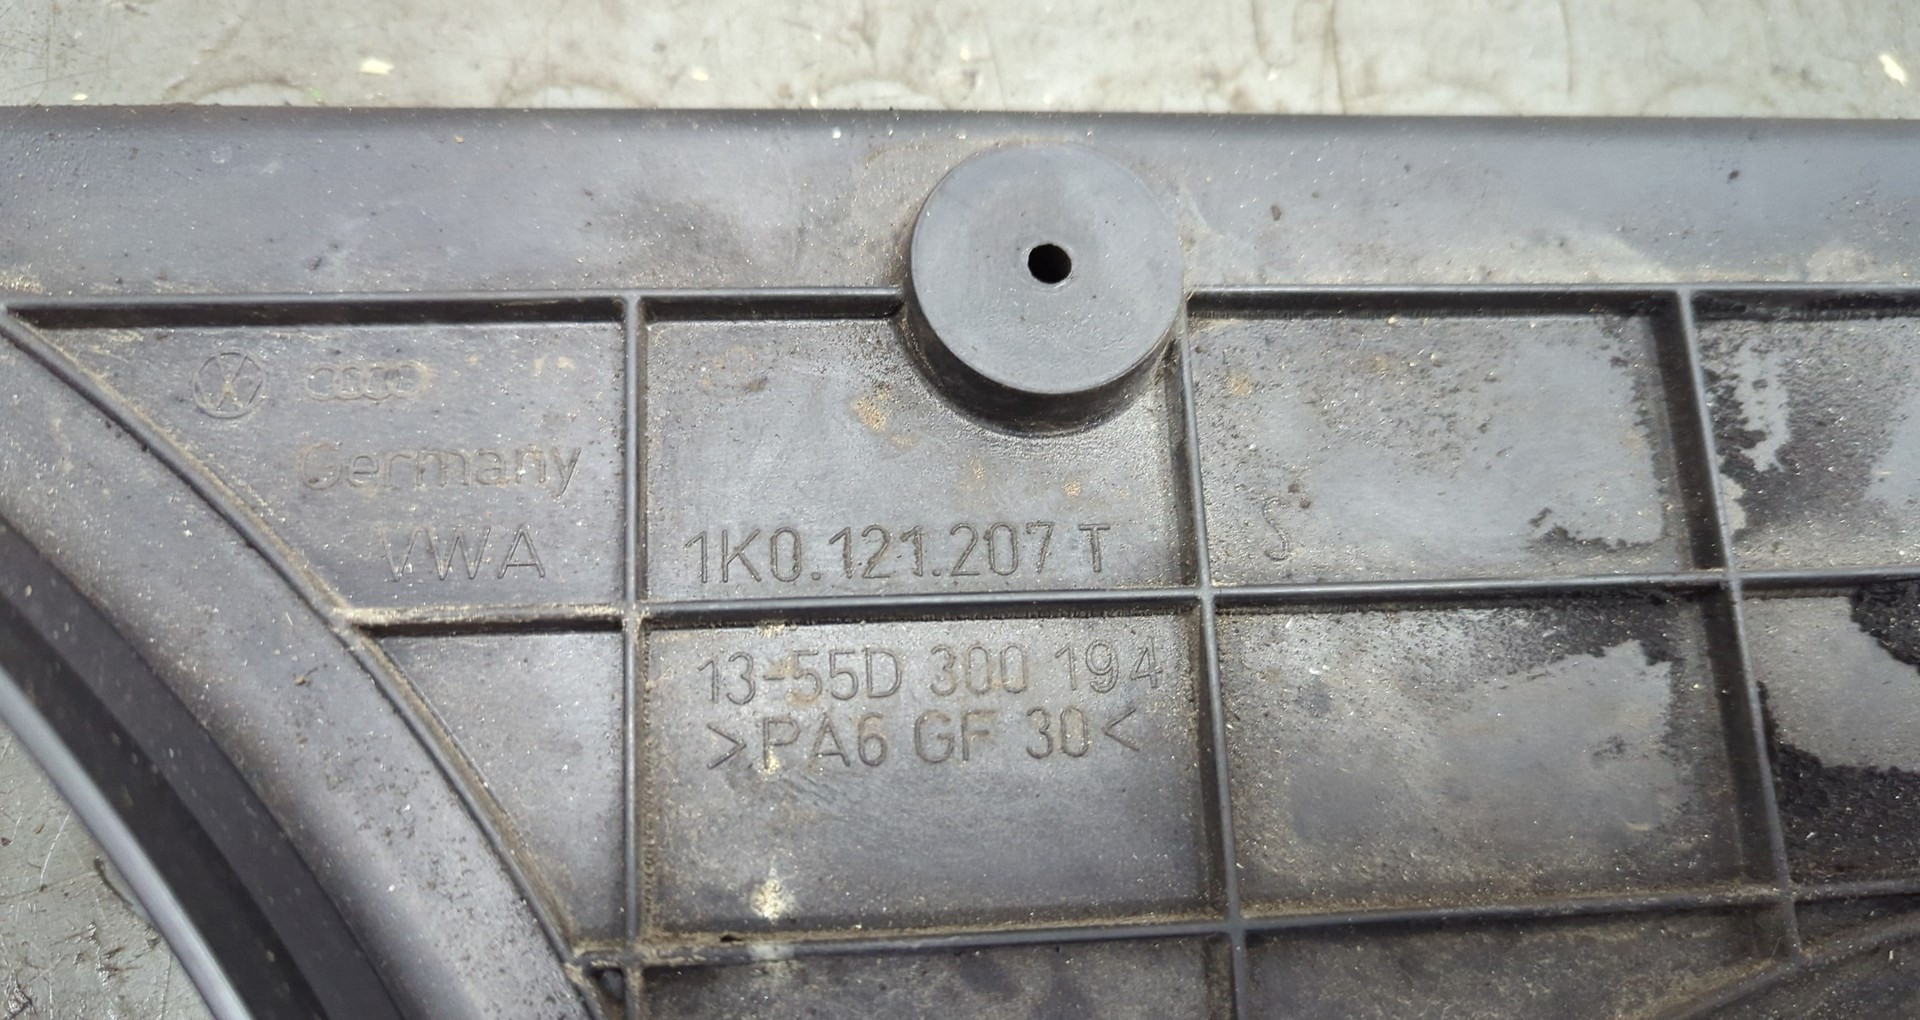 Germany
VWA
1K0.121.207 T
S
13-55D 300 194
>PA6 GF 30<